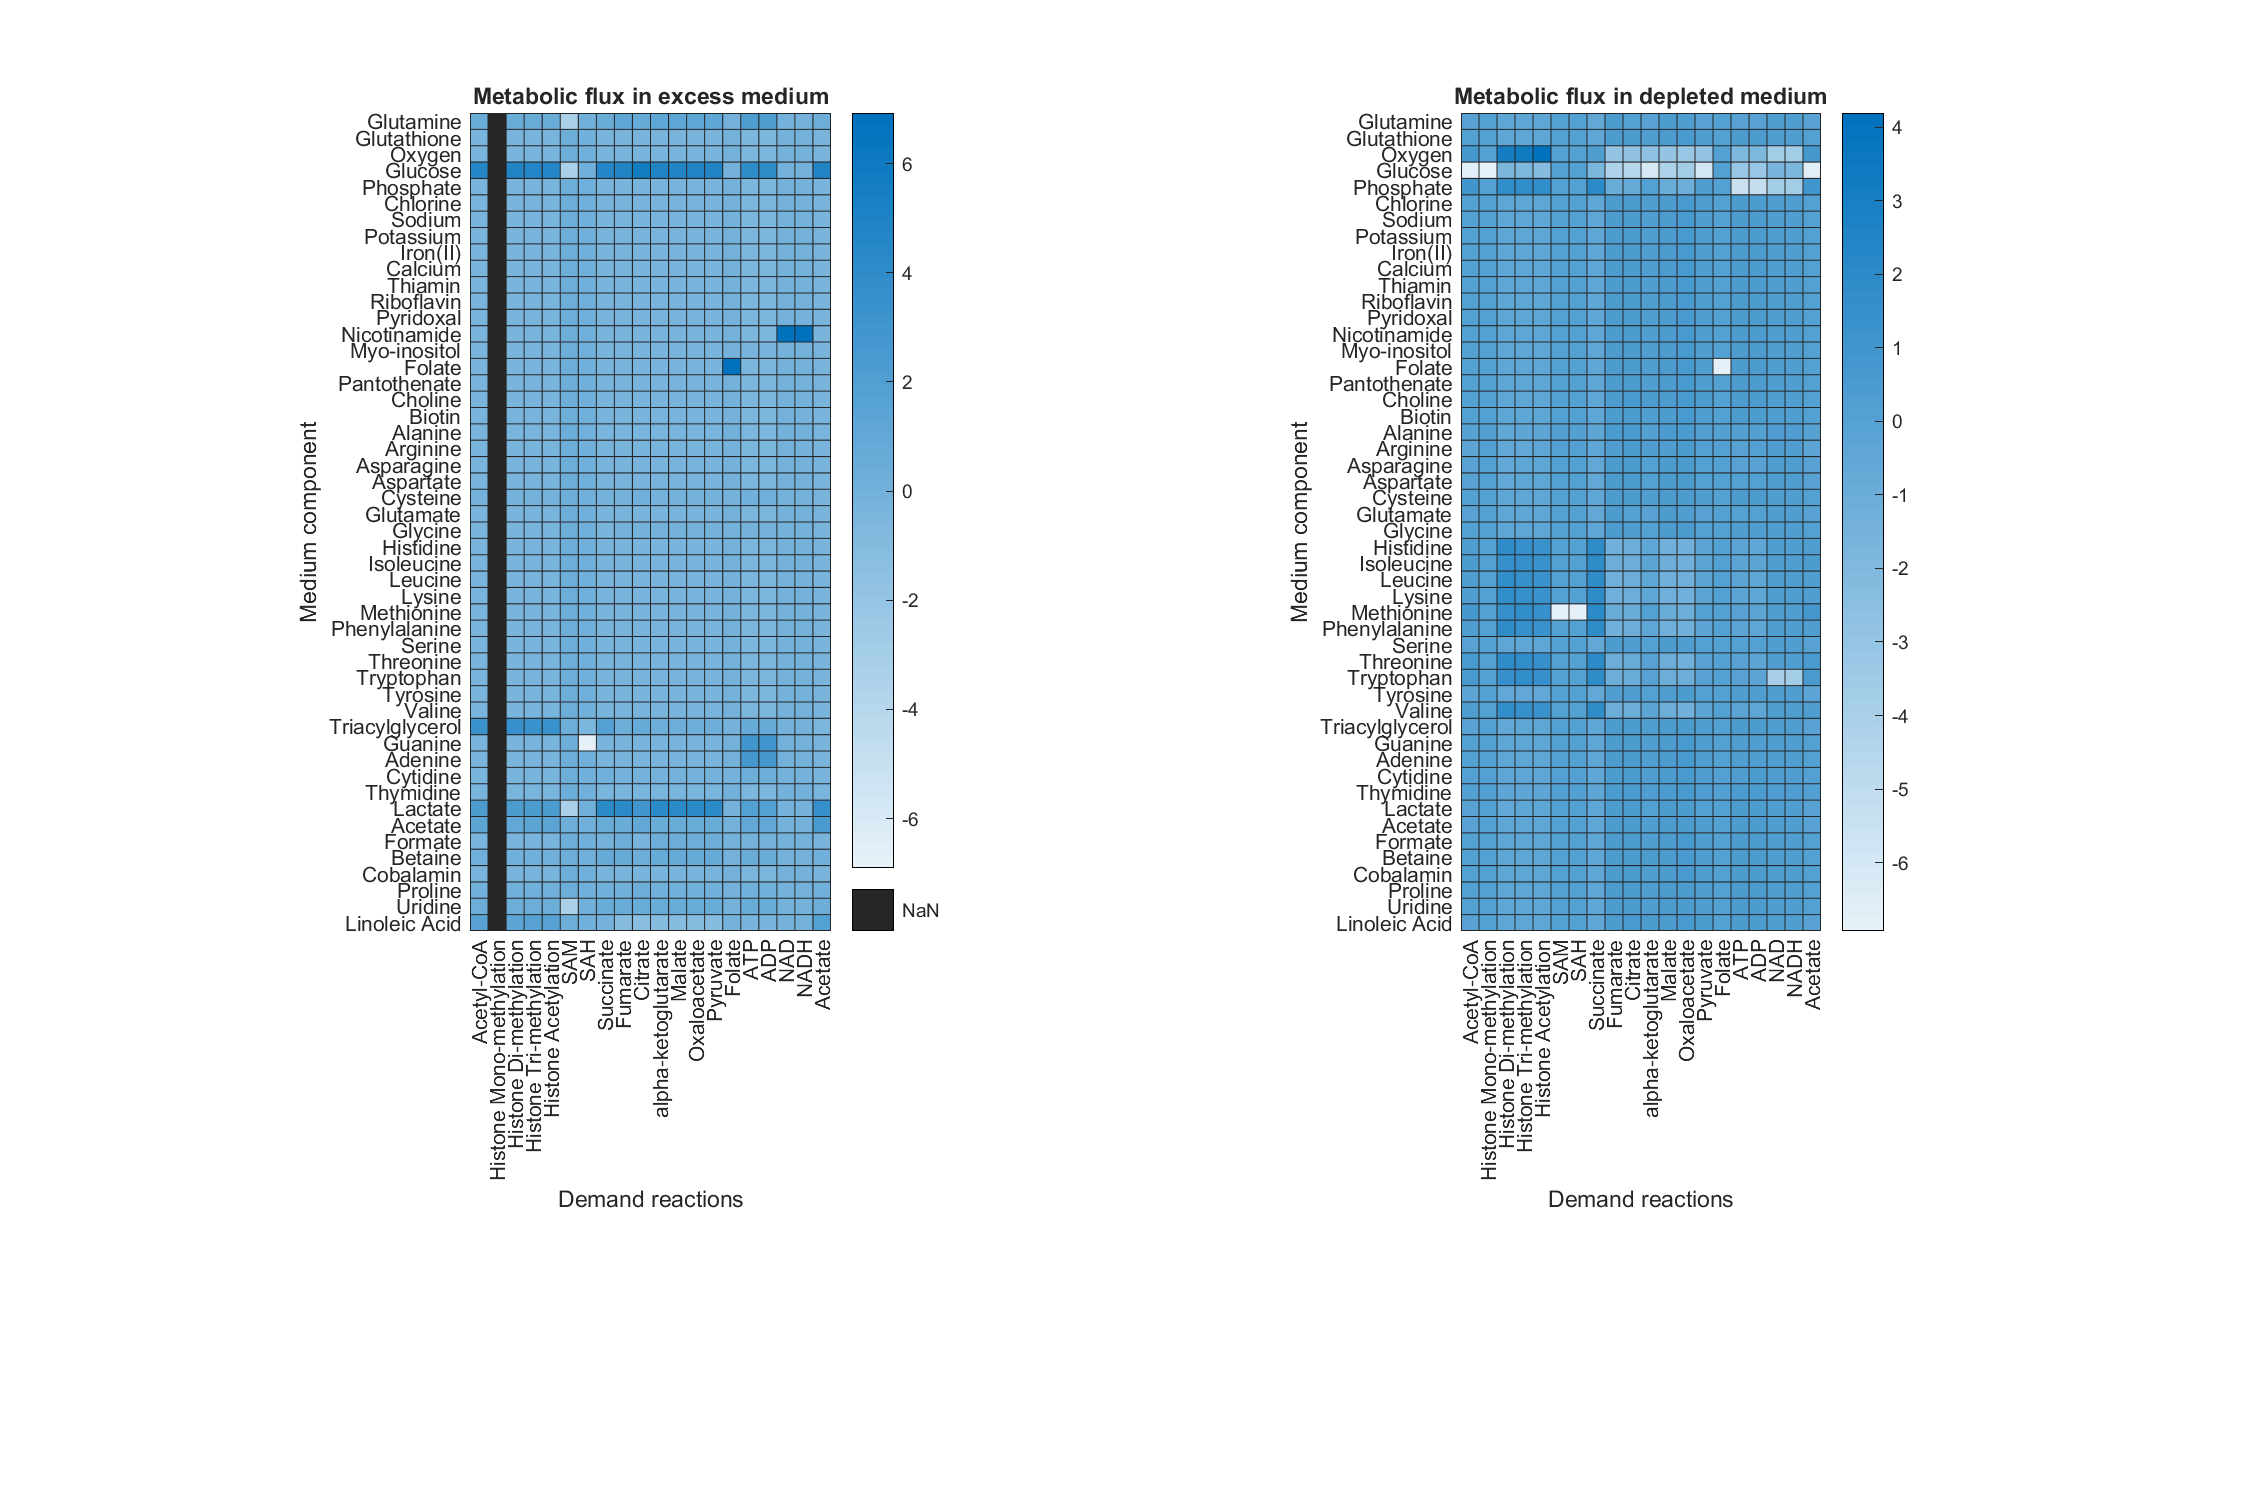 Metabolic flux in excess medium
Glutamine
Glutathione
Oxygen
Glucose
Phosphate
Chlorine
Sodium
Potassium
Iron(II)
Calcium
Thiamin
Riboflavin
Pyridoxal
Nicotinamide
Myo-inositol
Folate
Pantothenate
Choline
Biotin
Alanine
Arginine
Asparagine
Aspartate
Cysteine
Glutamate
Glycine
Histidine
Isoleucine
Leucine
Lysine
Methionine
Phenylalanine
Serine
Threonine
Tryptophan
Tyrosine
Valine
Triacylglycerol
Guanine
Adenine
Cytidine
Thymidine
Lactate
Acetate
Formate
Betaine
Cobalamin
Proline
Uridine
Linoleic Acid
Medium component
Acetyl-CoA
Histone Mono-methylation
Histone Di-methylation
Histone Tri-methylation
Histone Acetylation
SAM
SAH
Succinate
Fumarate
Citrate
alpha-ketoglutarate
Malate
Oxaloacetate
Pyruvate
Folate
ATP
ADP
NAD
NADH
Acetate
Demand reactions
6
4
2
0
-2
-4
-6
NaN
Metabolic flux in depleted medium
Glutamine
Glutathione
Oxygen
Glucose
Phosphate
Chlorine
Sodium
Potassium
Iron(II)
Calcium
Thiamin
Riboflavin
Pyridoxal
Nicotinamide
Myo-inositol
Folate
Pantothenate
Choline
Biotin
Alanine
Arginine
Asparagine
Aspartate
Cysteine
Glutamate
Glycine
Histidine
Isoleucine
Leucine
Lysine
Methionine
Phenylalanine
Serine
Threonine
Tryptophan
Tyrosine
Valine
Triacylglycerol
Guanine
Adenine
Cytidine
Thymidine
Lactate
Acetate
Formate
Betaine
Cobalamin
Proline
Uridine
Linoleic Acid
Medium component
Acetyl-CoA
Histone Mono-methylation
Histone Di-methylation
Histone Tri-methylation
Histone Acetylation
SAM
SAH
Succinate
Fumarate
Citrate
alpha-ketoglutarate
Malate
Oxaloacetate
Pyruvate
Folate
ATP
ADP
NAD
NADH
Acetate
Demand reactions
4
3
2
1
0
-1
-2
-3
-4
-5
-6